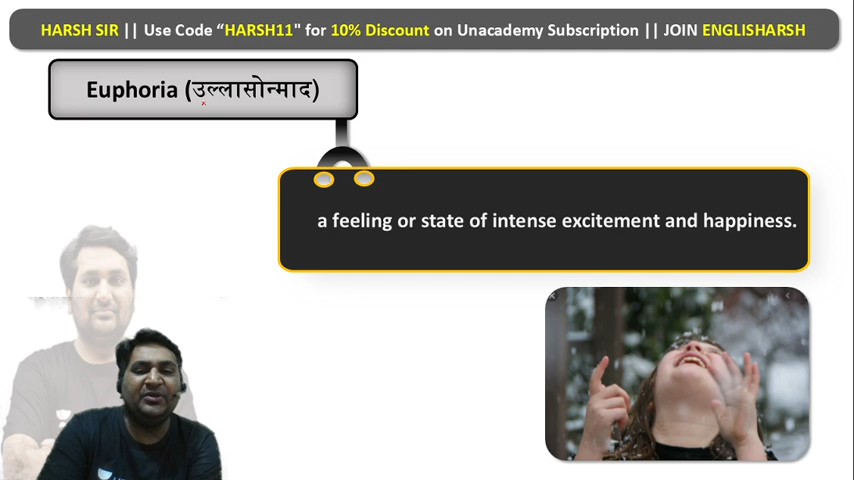 HARSH SIR || Use Code “HARSH11" for 10% Discount on Unacademy Subscription || JOIN ENGLISHARSH
Euphoria (उल्लासोन्माद)
a feeling or state of intense excitement and happiness.